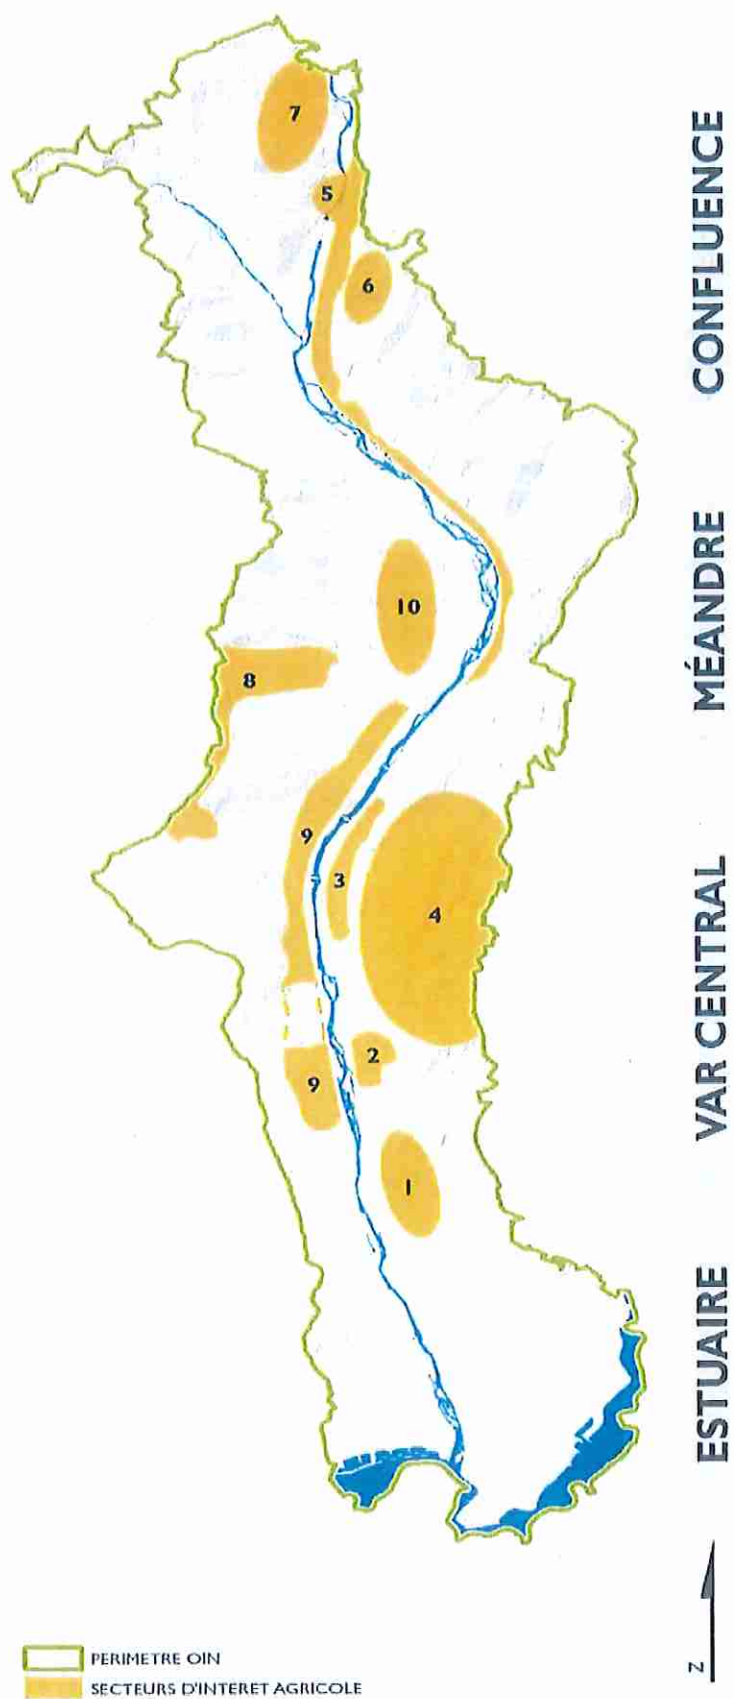 7
CONFLUENCE
5
6
MÉANDRE
10
8
9
3
4
VAR CENTRAL
2
9
1
ESTUAIRE
N
PERIMETRE OIN
SECTEURS D'INTERET AGRICOLE